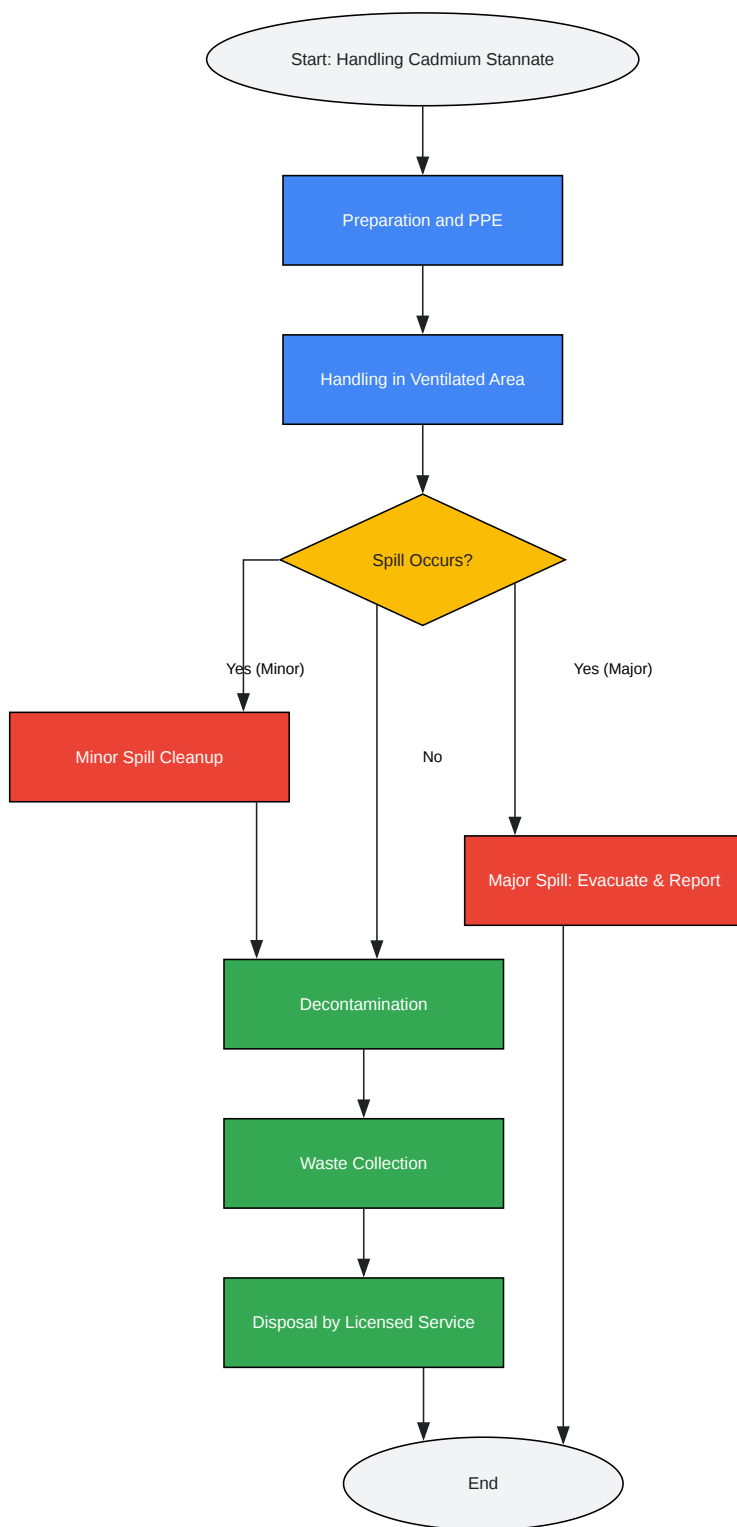 Start: Handling Cadmium Stannate
Preparation and PPE
Handling in Ventilated Area
Spill Occurs?
Yes (Minor)
Yes (Major)
Minor Spill Cleanup
No
Major Spill: Evacuate & Report
Decontamination
Waste Collection
Disposal by Licensed Service
End